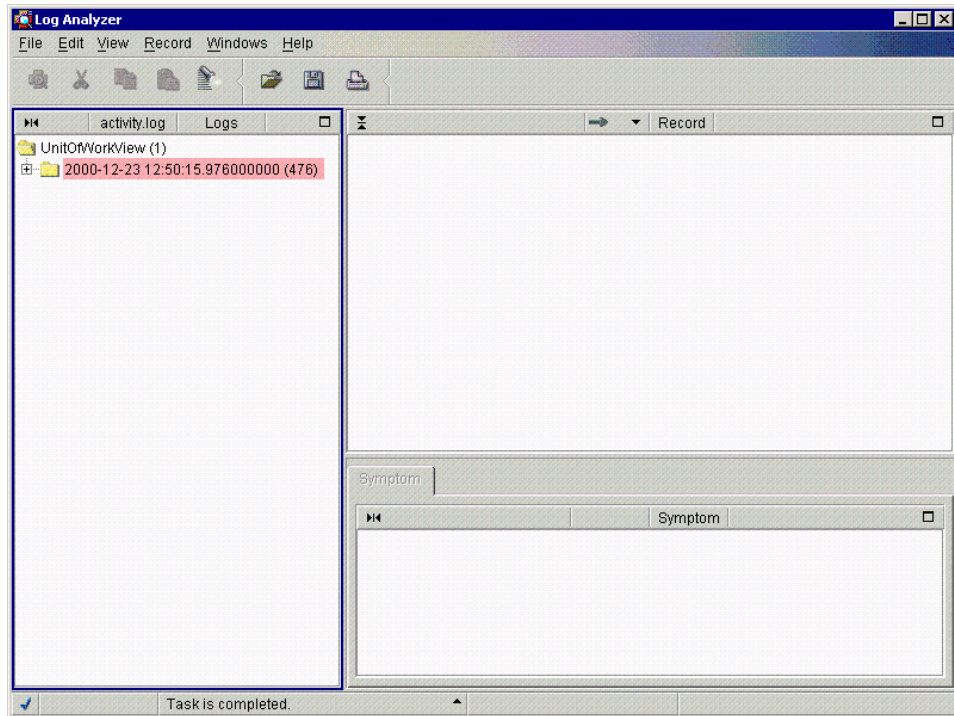 Log Analyzer
File Edit View Record Windows Help
activity.log Logs
Record
UnitOfWorkView (1)
2000-12-23 12:50:15.976000000 (476)
Symptom
Symptom
Task is completed.